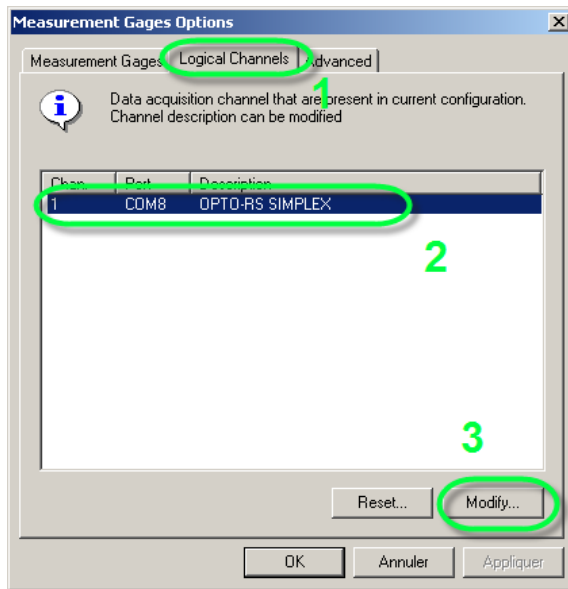 Measurement Gages Options
Measurement Gages Logical Channels Advanced
1
Data acquisition channel that are present in current configuration.
Channel description can be modified
Chan. Port Description
1 COM8 OPTO-RS SIMPLEX
2
3
Reset... Modify...
OK Annuler Appliquer